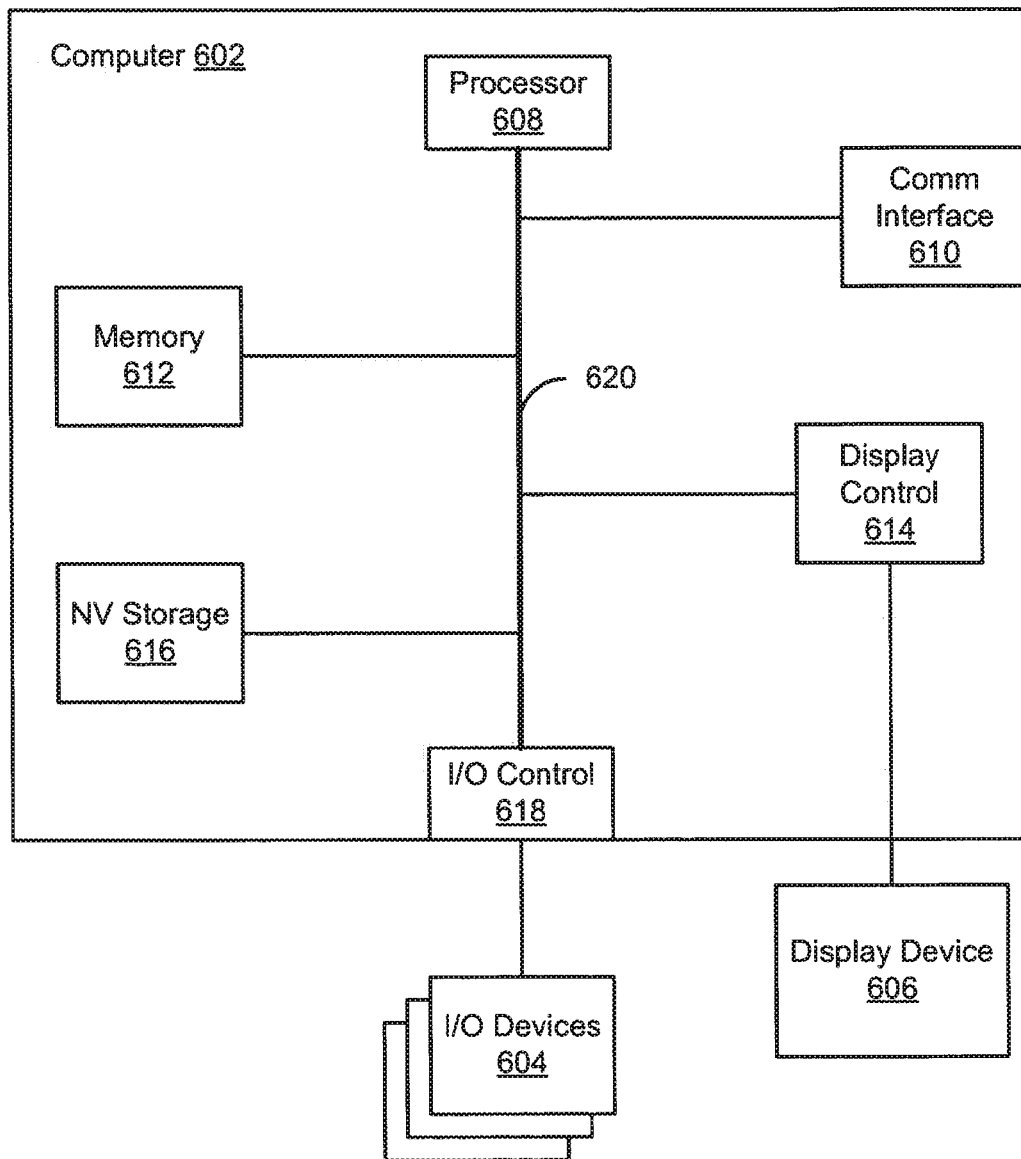 Computer 602
Processor
608
Comm
Interface
610
Memory
612
620
Display
Control
614
NV Storage
616
I/O Control
618
Display Device
606
I/O Devices
604